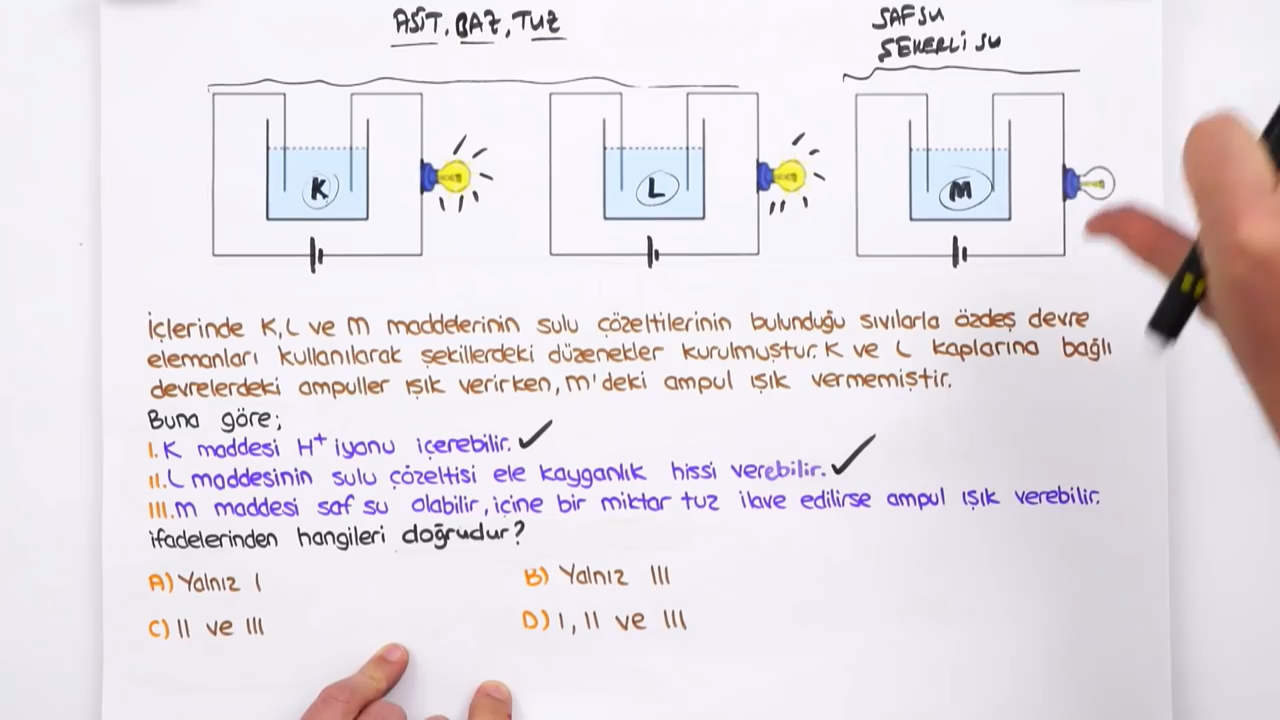 ASİT, BAZ, TUZ
SAF SU
ŞEKERLİ SU
K
L
M
İçlerinde K, L ve M maddelerinin sulu çözeltilerinin bulunduğu sıvılarla özdeş devre
elemanları kullanılarak şekillerdeki düzenekler kurulmuştur. K ve L kaplarına bağlı
devrelerdeki ampuller ışık verirken, m'deki ampul ışık vermemiştir.
Buna göre;
I. K maddesi H+ iyonu içerebilir.
II. L maddesinin sulu çözeltisi ele kayganlık hissi verebilir.
III. m maddesi saf su olabilir, içine bir miktar tuz ilave edilirse ampul ışık verebilir.
ifadelerinden hangileri doğrudur?
A) Yalnız I
B) Yalnız III
C) II ve III
D) I, II ve III